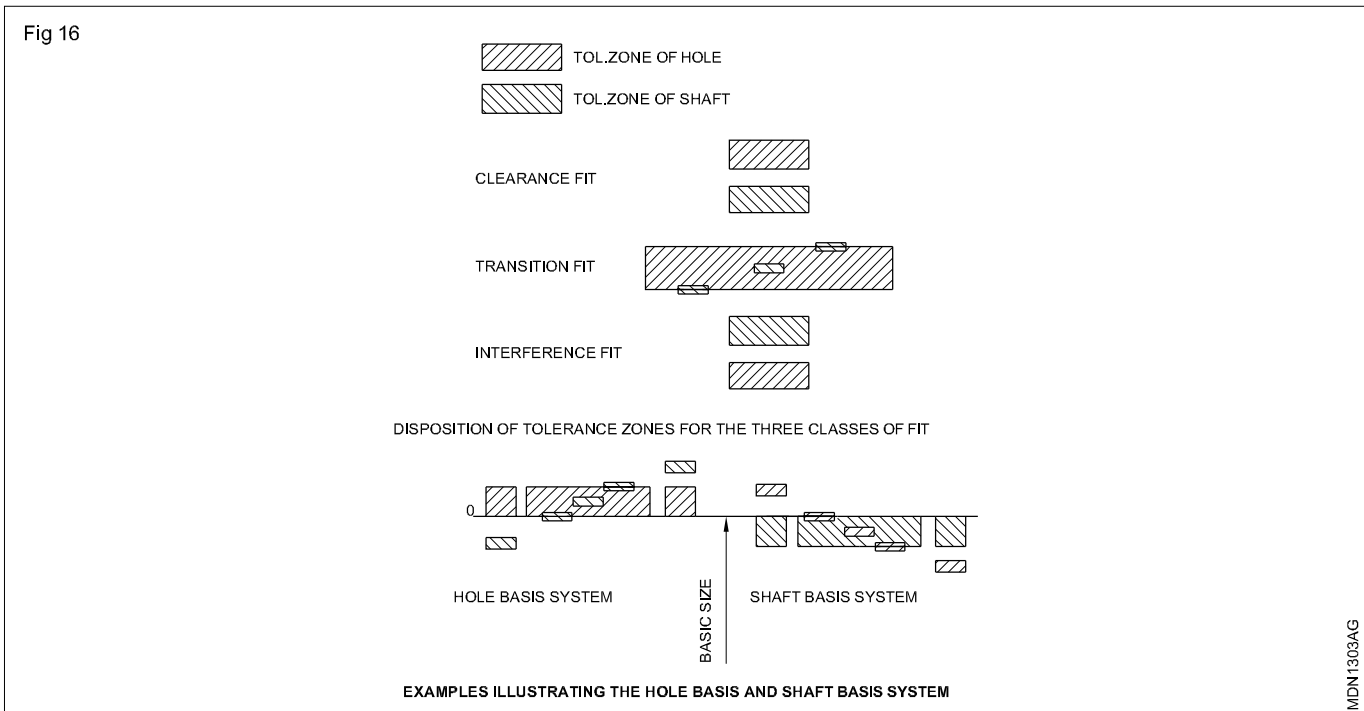 Fig 16
TOL.ZONE OF HOLE
TOL.ZONE OF SHAFT
CLEARANCE FIT
TRANSITION FIT
INTERFERENCE FIT
DISPOSITION OF TOLERANCE ZONES FOR THE THREE CLASSES OF FIT
0
HOLE BASIS SYSTEM
BASIC SIZE
SHAFT BASIS SYSTEM
EXAMPLES ILLUSTRATING THE HOLE BASIS AND SHAFT BASIS SYSTEM
MDN1303AG